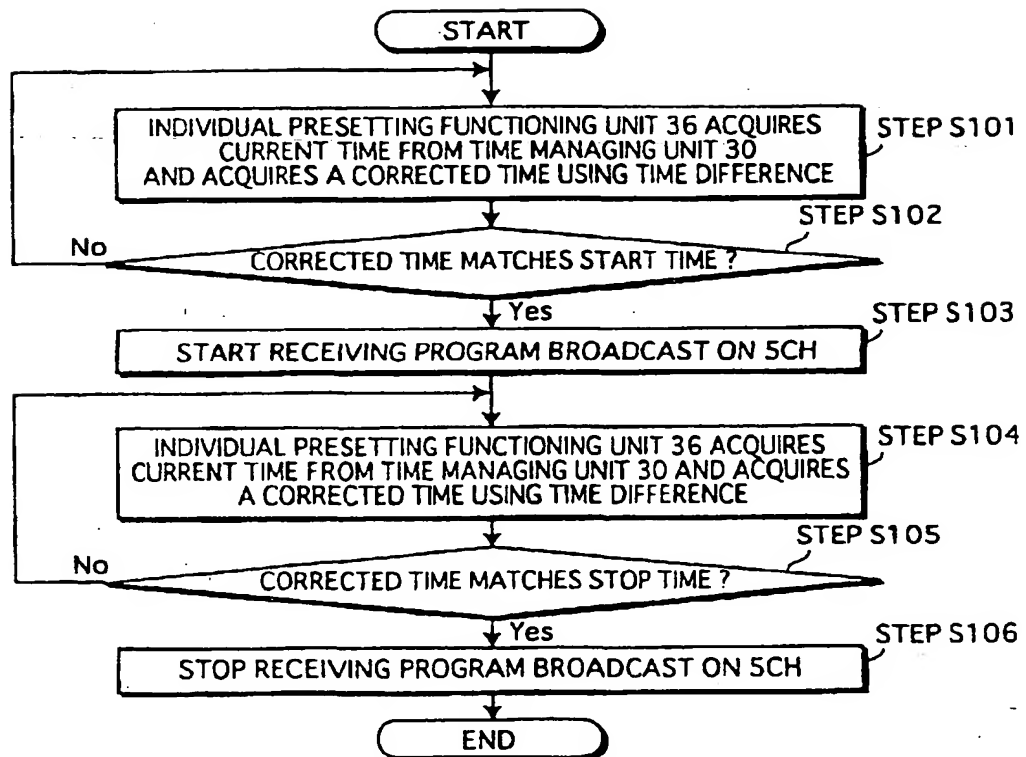 START
INDIVIDUAL PRESETTING FUNCTIONING UNIT 36 ACQUIRES
CURRENT TIME FROM TIME MANAGING UNIT 30
AND ACQUIRES A CORRECTED TIME USING TIME DIFFERENCE
STEP S101
STEP S102
No
CORRECTED TIME MATCHES START TIME ?
Yes
STEP S103
START RECEIVING PROGRAM BROADCAST ON 5CH
INDIVIDUAL PRESETTING FUNCTIONING UNIT 36 ACQUIRES
CURRENT TIME FROM TIME MANAGING UNIT 30 AND ACQUIRES
A CORRECTED TIME USING TIME DIFFERENCE
STEP S104
STEP S105
No
CORRECTED TIME MATCHES STOP TIME ?
Yes
STEP S106
STOP RECEIVING PROGRAM BROADCAST ON 5CH
END